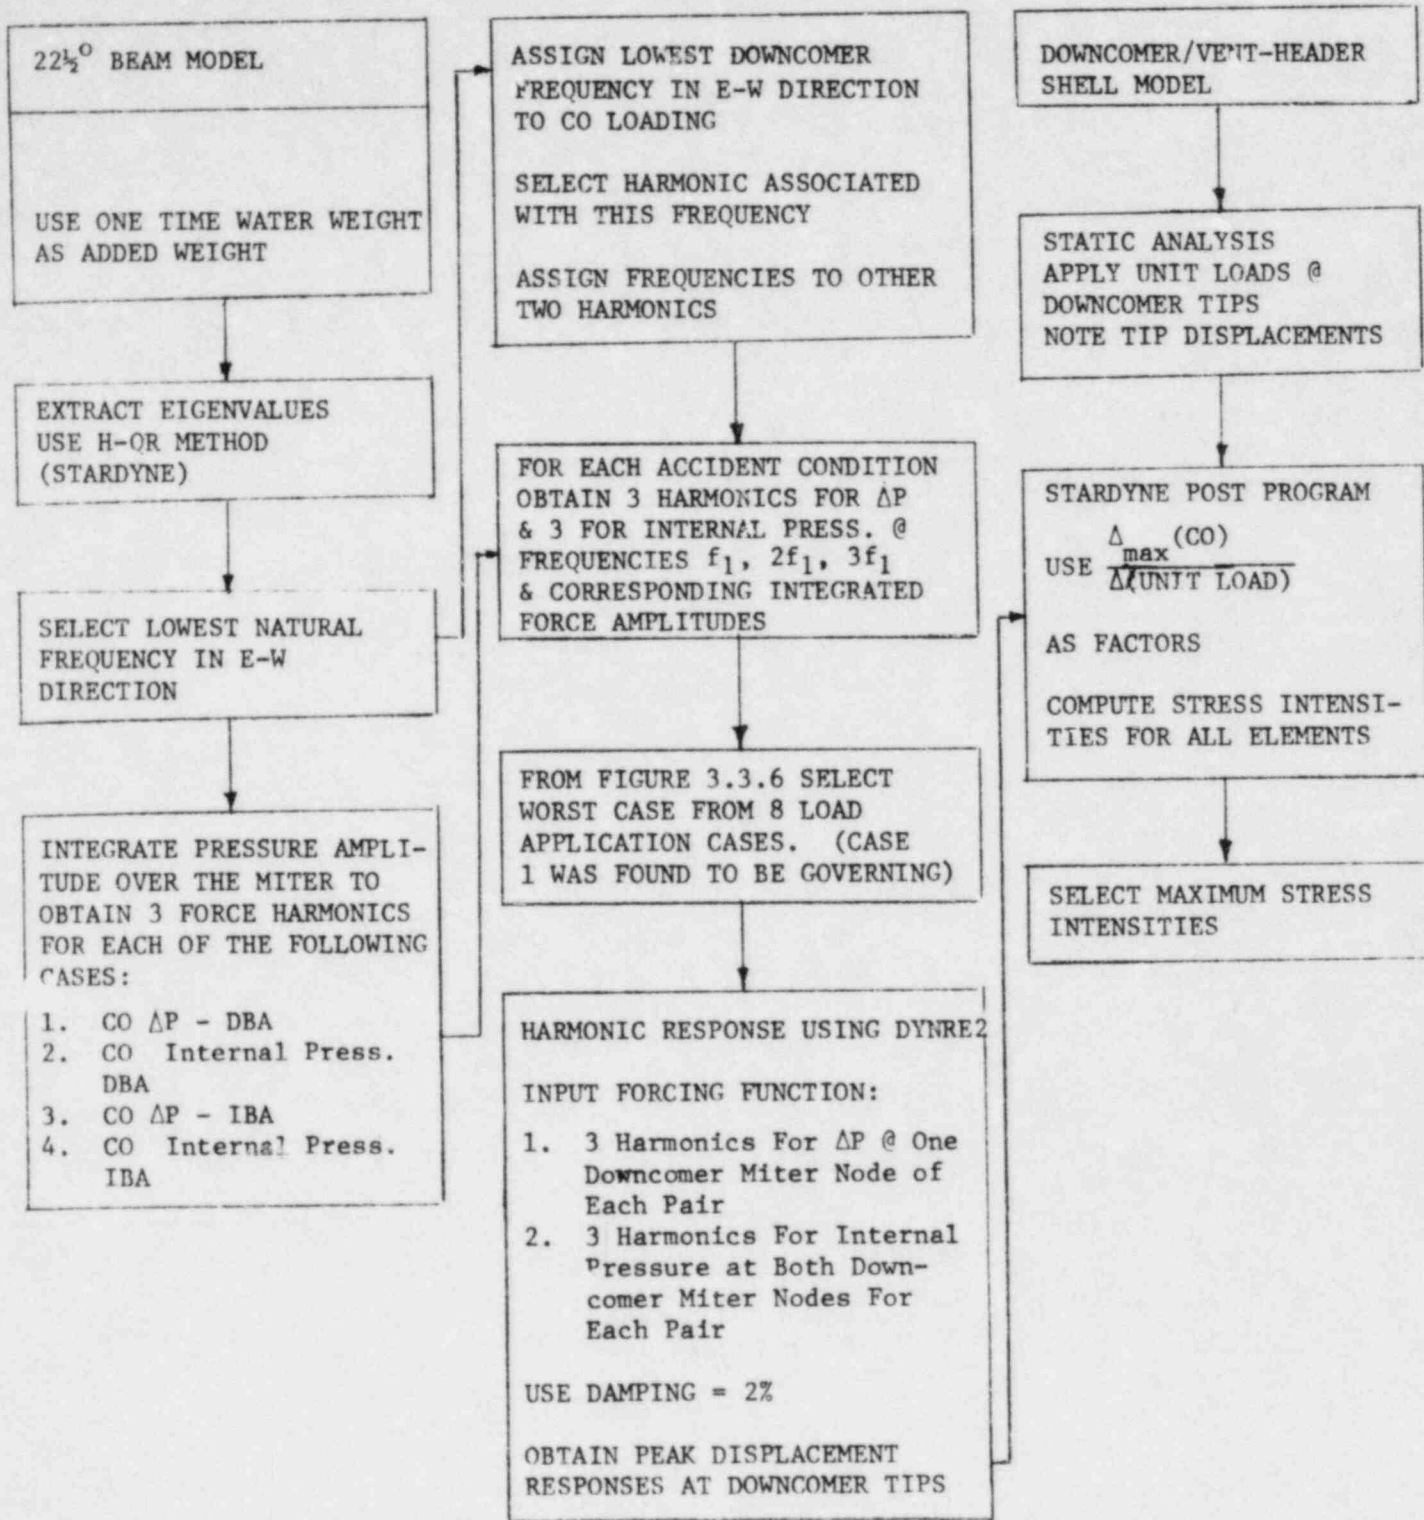 22½° BEAM MODEL
USE ONE TIME WATER WEIGHT
AS ADDED WEIGHT
EXTRACT EIGENVALUES
USE H-QR METHOD
(STARDYNE)
SELECT LOWEST NATURAL
FREQUENCY IN E-W
DIRECTION
INTEGRATE PRESSURE AMPLI-
TUDE OVER THE MITER TO
OBTAIN 3 FORCE HARMONICS
FOR EACH OF THE FOLLOWING
CASES:
1. CO ΔP - DBA
2. CO Internal Press.
DBA
3. CO ΔP - IBA
4. CO Internal Press.
IBA
ASSIGN LOWEST DOWNCOMER
FREQUENCY IN E-W DIRECTION
TO CO LOADING
SELECT HARMONIC ASSOCIATED
WITH THIS FREQUENCY
ASSIGN FREQUENCIES TO OTHER
TWO HARMONICS
FOR EACH ACCIDENT CONDITION
OBTAIN 3 HARMONICS FOR ΔP
& 3 FOR INTERNAL PRESS. @
FREQUENCIES f1, 2f1, 3f1
& CORRESPONDING INTEGRATED
FORCE AMPLITUDES
FROM FIGURE 3.3.6 SELECT
WORST CASE FROM 8 LOAD
APPLICATION CASES. (CASE
1 WAS FOUND TO BE GOVERNING)
HARMONIC RESPONSE USING DYNRE2
INPUT FORCING FUNCTION:
1. 3 Harmonics For ΔP @ One
Downcomer Miter Node of
Each Pair
2. 3 Harmonics For Internal
Pressure at Both Down-
comer Miter Nodes For
Each Pair
USE DAMPING = 2%
OBTAIN PEAK DISPLACEMENT
RESPONSES AT DOWNCOMER TIPS
DOWNCOMER/VENT-HEADER
SHELL MODEL
STATIC ANALYSIS
APPLY UNIT LOADS @
DOWNCOMER TIPS
NOTE TIP DISPLACEMENTS
STARDYNE POST PROGRAM
USE Δmax(CO)
Δ(UNIT LOAD)
AS FACTORS
COMPUTE STRESS INTENSI-
TIES FOR ALL ELEMENTS
SELECT MAXIMUM STRESS
INTENSITIES